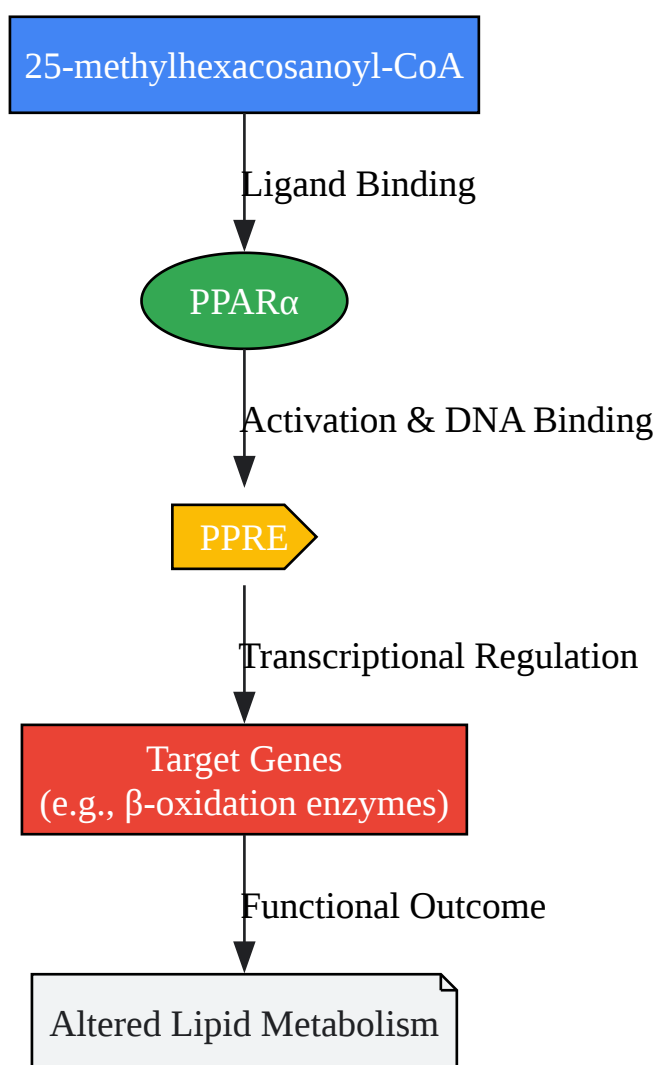 25-methylhexacosanoyl-CoA
Ligand Binding
PPARα
Activation & DNA Binding
PPRE
Transcriptional Regulation
Target Genes
(e.g., β-oxidation enzymes)
Functional Outcome
Altered Lipid Metabolism